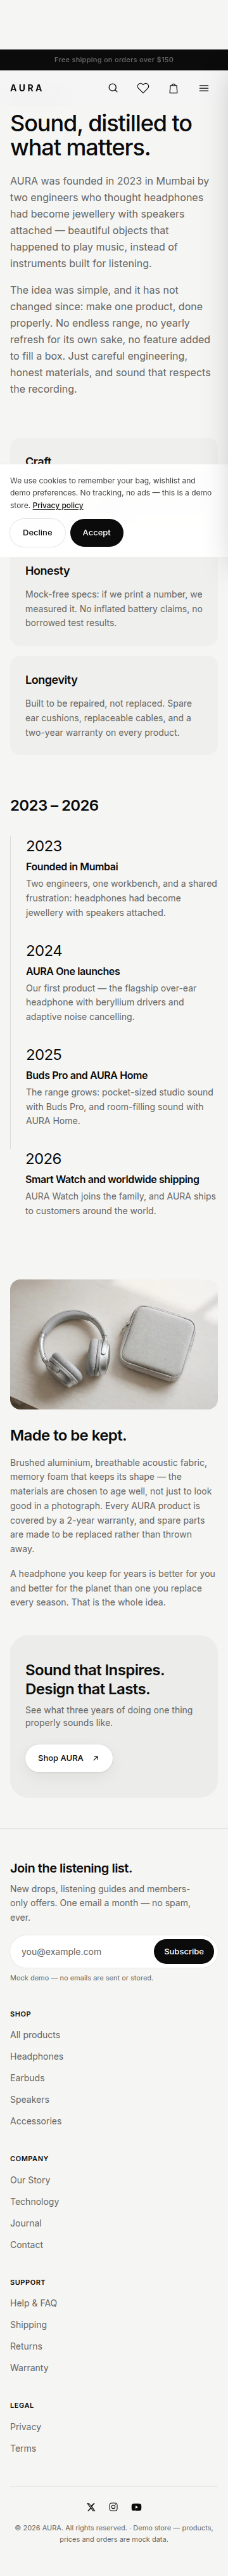 Free shipping on orders over $150
AURA
Sound, distilled to
what matters.
AURA was founded in 2023 in Mumbai by
two engineers who thought headphones
had become jewellery with speakers
attached — beautiful objects that
happened to play music, instead of
instruments built for listening.
The idea was simple, and it has not
changed since: make one product, done
properly. No endless range, no yearly
refresh for its own sake, no feature added
to fill a box. Just careful engineering,
honest materials, and sound that respects
the recording.
Craft
We use cookies to remember your bag, wishlist and
demo preferences. No tracking, no ads — this is a demo
store. Privacy policy
Decline
Accept
Honesty
Mock-free specs: if we print a number, we
measured it. No inflated battery claims, no
borrowed test results.
Longevity
Built to be repaired, not replaced. Spare
ear cushions, replaceable cables, and a
two-year warranty on every product.
2023 – 2026
2023
Founded in Mumbai
Two engineers, one workbench, and a shared
frustration: headphones had become
jewellery with speakers attached.
2024
AURA One launches
Our first product — the flagship over-ear
headphone with beryllium drivers and
adaptive noise cancelling.
2025
Buds Pro and AURA Home
The range grows: pocket-sized studio sound
with Buds Pro, and room-filling sound with
AURA Home.
2026
Smart Watch and worldwide shipping
AURA Watch joins the family, and AURA ships
to customers around the world.
Made to be kept.
Brushed aluminium, breathable acoustic fabric,
memory foam that keeps its shape — the
materials are chosen to age well, not just to look
good in a photograph. Every AURA product is
covered by a 2-year warranty, and spare parts
are made to be replaced rather than thrown
away.
A headphone you keep for years is better for you
and better for the planet than one you replace
every season. That is the whole idea.
Sound that Inspires.
Design that Lasts.
See what three years of doing one thing
properly sounds like.
Shop AURA
Join the listening list.
New drops, listening guides and members-
only offers. One email a month — no spam,
ever.
you@example.com
Subscribe
Mock demo — no emails are sent or stored.
SHOP
All products
Headphones
Earbuds
Speakers
Accessories
COMPANY
Our Story
Technology
Journal
Contact
SUPPORT
Help & FAQ
Shipping
Returns
Warranty
LEGAL
Privacy
Terms
© 2026 AURA. All rights reserved. · Demo store — products,
prices and orders are mock data.